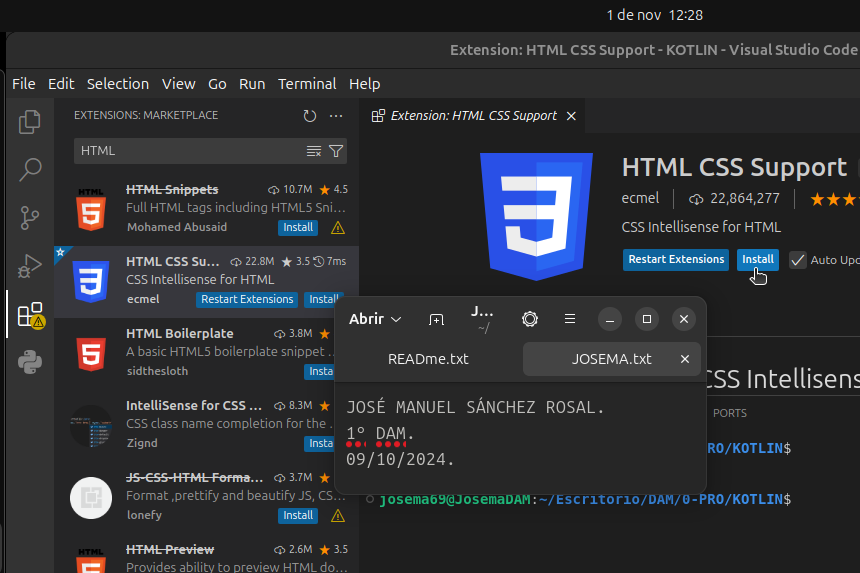 1 de nov 12:28
Extension: HTML CSS Support - KOTLIN - Visual Studio Code
File Edit Selection View Go Run Terminal Help
EXTENSIONS: MARKETPLACE
HTML
HTML Snippets 10.7M 4.5
Full HTML tags including HTML5 Sni...
Mohamed Abusaid Install
HTML CSS Su... 22.8M 3.5 7ms
CSS Intellisense for HTML
ecmel Restart Extensions Install
HTML Boilerplate 3.8M
A basic HTML5 boilerplate snippet ...
sidthesloth Insta
IntelliSense for CSS ... 8.3M
CSS class name completion for the ...
Zignd Insta
JS-CSS-HTML Forma... 3.7M
Format ,prettify and beautify JS, CS...
lonefy Install
HTML Preview 2.6M 3.5
Provides ability to preview HTML do...
Extension: HTML CSS Support
HTML CSS Support
ecmel 22,864,277
CSS Intellisense for HTML
Restart Extensions Install Auto Upd
Abrir J... ~/
READme.txt JOSEMA.txt
JOSÉ MANUEL SÁNCHEZ ROSAL.
1º DAM.
09/10/2024.
CSS Intellisens
PORTS
PRO/KOTLIN$
josema69@JosemaDAM:~/Escritorio/DAM/0-PRO/KOTLIN$